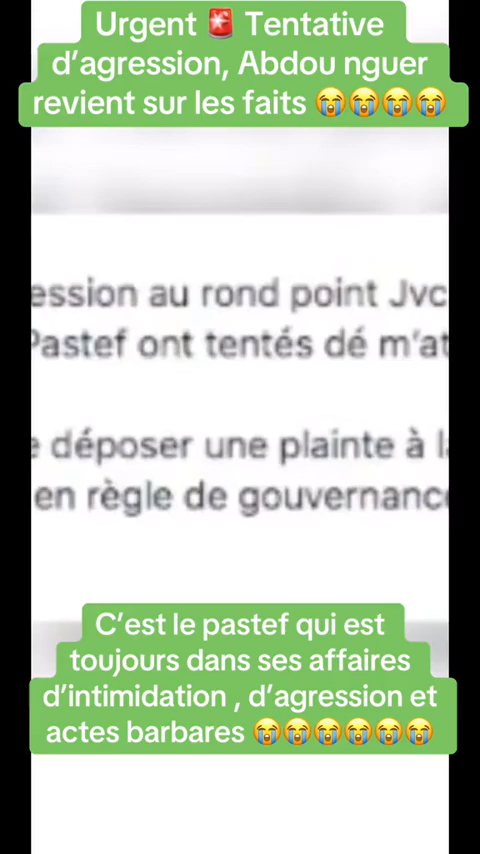 Urgent 🚨 Tentative
d’agression, Abdou nguer
revient sur les faits 😭😭😭😭
ession au rond point Jvc
Pastef ont tentés dé m’at
déposer une plainte à
en règle de gouvernanc
C’est le pastef qui est
toujours dans ses affaires
d’intimidation , d’agression et
actes barbares 😭😭😭😭😭😭